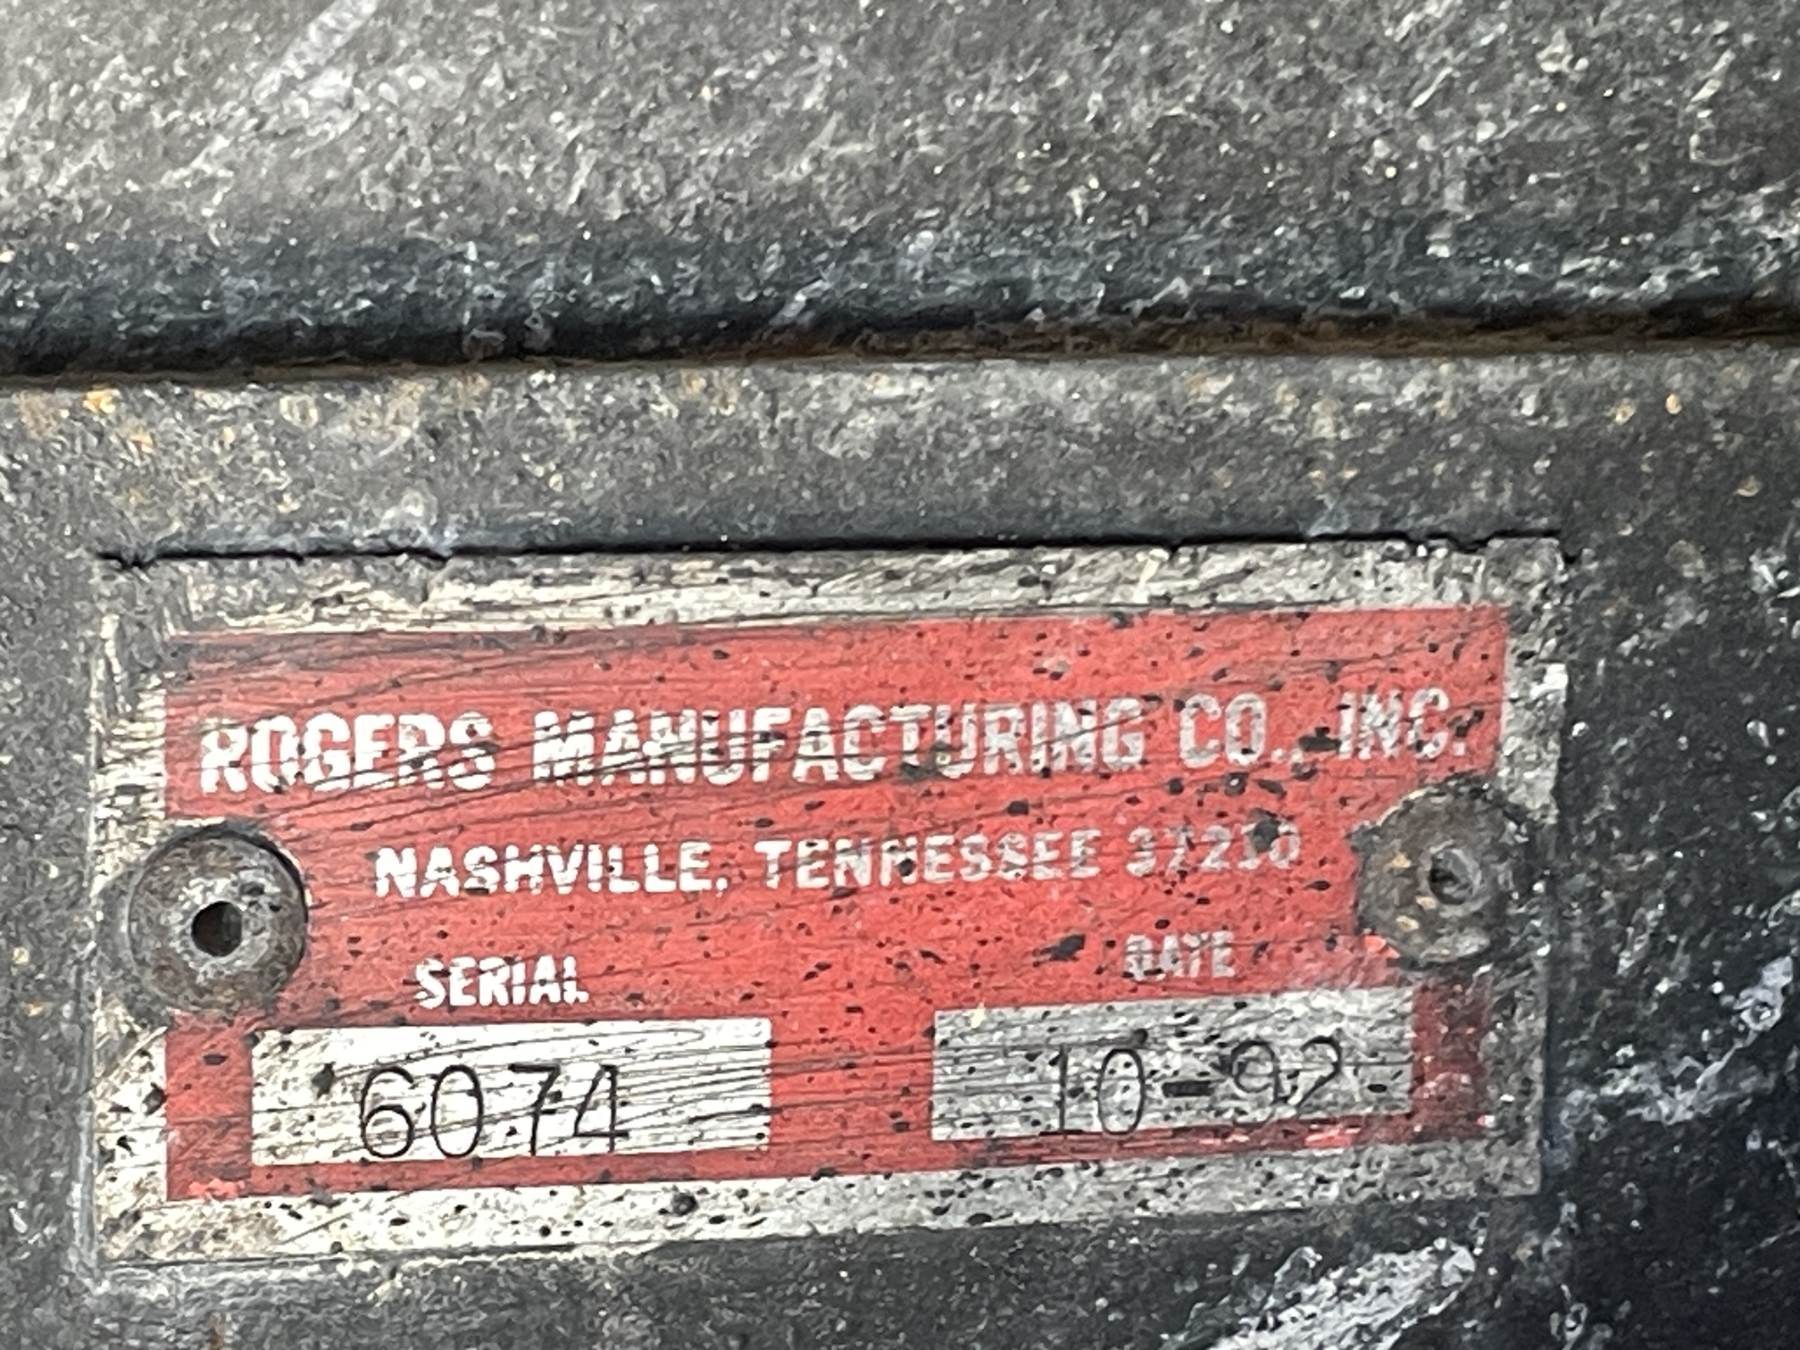 ROGERS MANUFACTURING CO., INC.
NASHVILLE, TENNESSEE 37210
SERIAL
DATE
6074
10-92